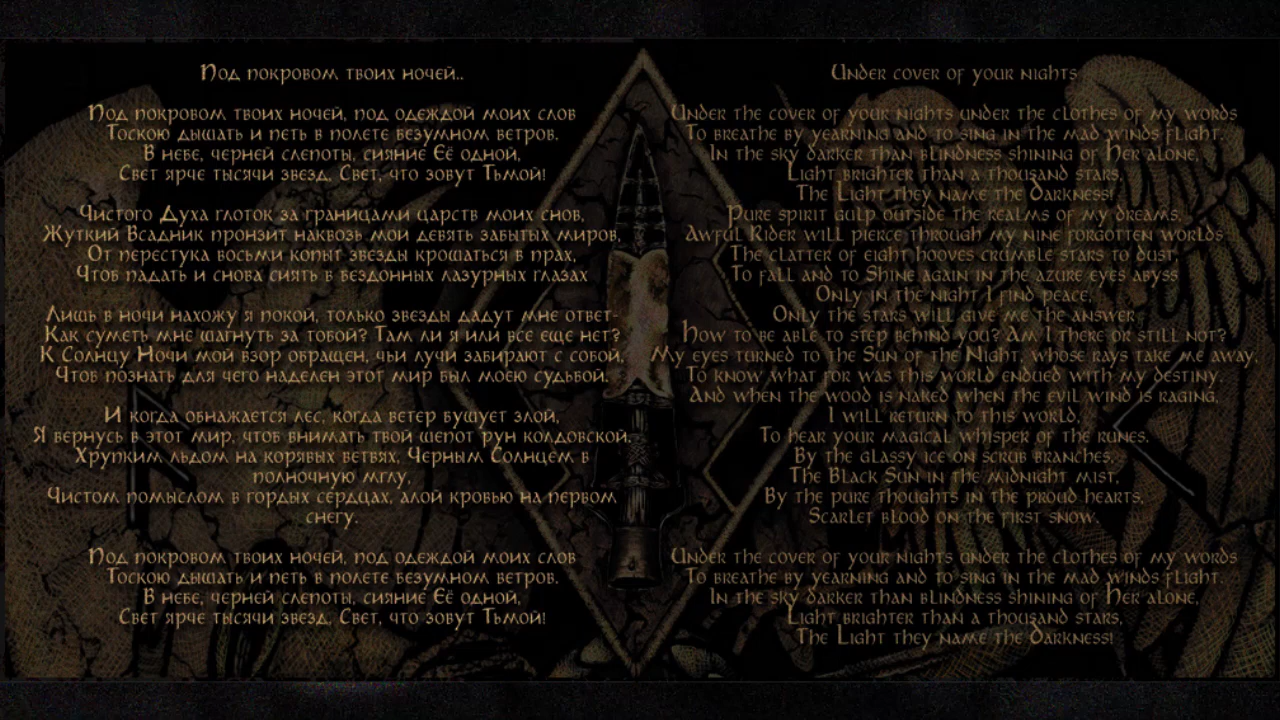 Под покровом твоих ночей..
Под покровом твоих ночей, под одеждой моих слов
Тоскою дышать и петь в полете безумном ветров.
В небе, черней слепоты, сияние Её одной,
Свет ярче тысячи звезд, Свет, что зовут Тьмой!
Чистого Духа глоток за границами царств моих снов,
Жуткий Всадник пронзит наквозь мои девять забытых миров,
От перестука восьми копыт звезды крошаться в прах,
Чтоб падать и снова сиять в бездонных лазурных глазах
Лишь в ночи нахожу я покой, только звезды дадут мне ответ-
Как суметь мне шагнуть за тобой? Там ли я или все еще нет?
К Солнцу Ночи мой взор обращен, чьи лучи забирают с собой,
Чтоб познать для чего наделен этот мир был моею судьбой.
И когда обнажается лес, когда ветер бушует злой,
Я вернусь в этот мир, чтоб внимать твой шепот рун колдовской,
Хрупким льдом на корявых ветвях, Черным Солнцем в
полночную мглу,
Чистом помыслом в гордых сердцах, алой кровью на первом
снегу.
Под покровом твоих ночей, под одеждой моих слов
Тоскою дышать и петь в полете безумном ветров.
В небе, черней слепоты, сияние Её одной,
Свет ярче тысячи звезд, Свет, что зовут Тьмой!
Under cover of your nights
Under the cover of your nights under the clothes of my words
To breathe by yearning and to sing in the mad winds flight.
In the sky darker than blindness shining of Her alone,
Light brighter than a thousand stars,
The Light they name the Darkness!
Pure spirit gulp outside the realms of my dreams,
Awful Rider will pierce through my nine forgotten worlds
The clatter of eight hooves crumble stars to dust,
To fall and to Shine again in the azure eyes abyss
Only in the night I find peace,
Only the stars will give me the answer
How to be able to step behind you? Am I there or still not?
My eyes turned to the Sun of the Night, whose rays take me away,
To know what for was this world endued with my destiny.
And when the wood is naked when the evil wind is raging,
I will return to this world,
To hear your magical whisper of the runes.
By the glassy ice on scrub branches,
The Black Sun in the midnight mist,
By the pure thoughts in the proud hearts,
Scarlet blood on the first snow.
Under the cover of your nights under the clothes of my words
To breathe by yearning and to sing in the mad winds flight.
In the sky darker than blindness shining of Her alone,
Light brighter than a thousand stars,
The Light they name the Darkness!